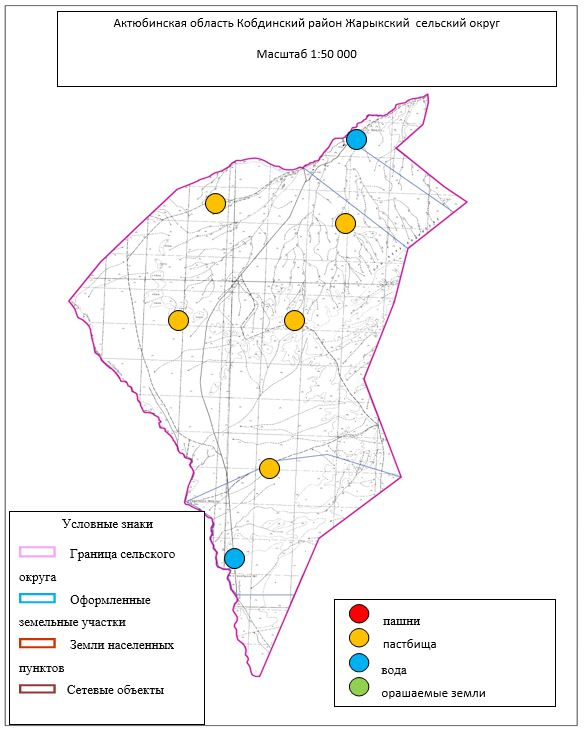 Актюбинская область Кобдинский район Жарыкский сельский округ
Масштаб 1:50 000
Условные знаки
Граница сельского
округа
Оформленные
земельные участки
Земли населенных
пунктов
Сетевые объекты
пашни
пастбища
вода
орашаемые земли